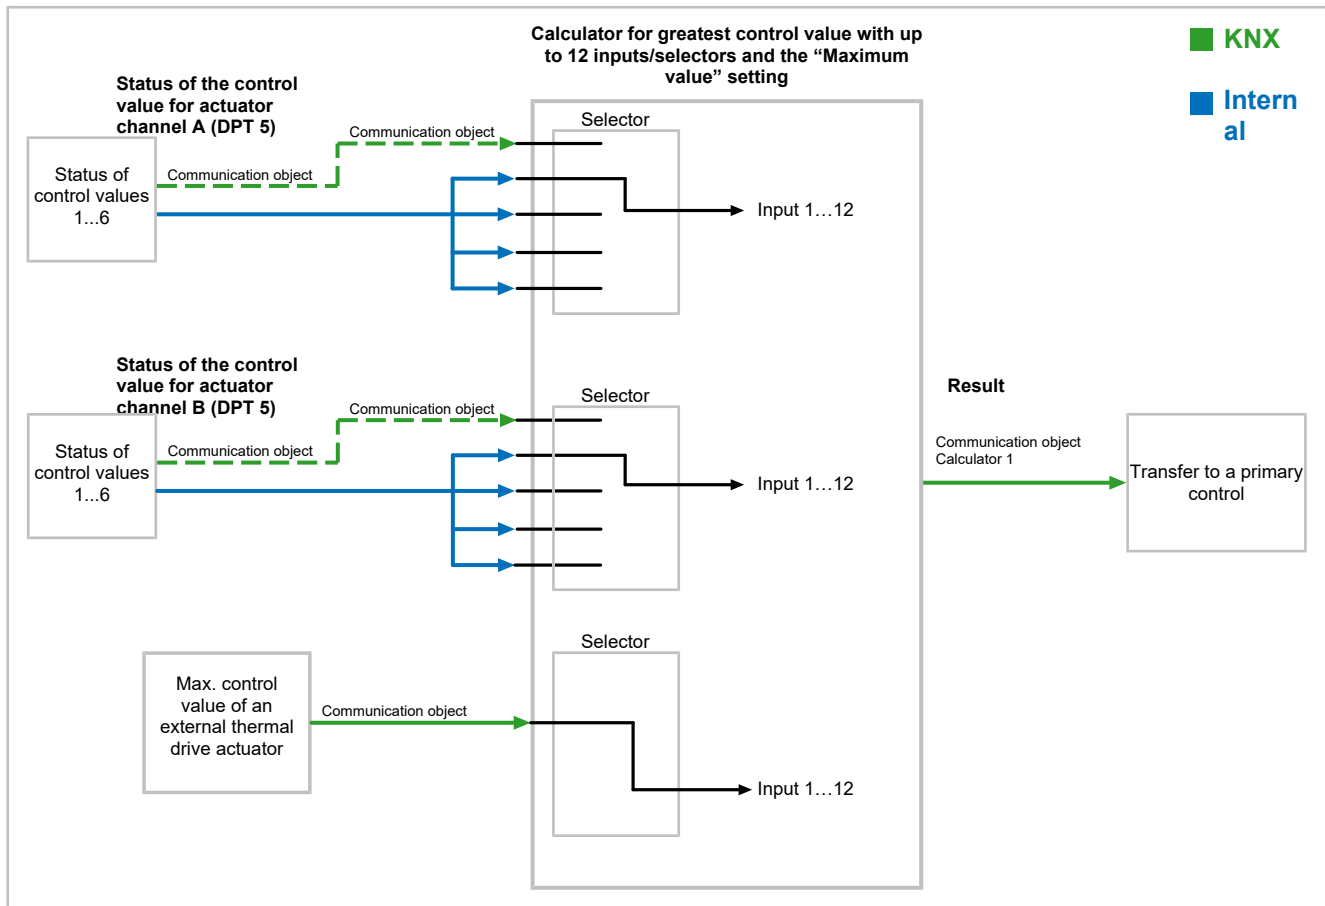 Calculator for greatest control value with up
to 12 inputs/selectors and the “Maximum
value” setting
KNX
Intern
al
Status of the control
value for actuator
channel A (DPT 5)
Selector
Communication object
Status of
control values
1...6
Communication object
Input 1…12
Status of the control
value for actuator
channel B (DPT 5)
Selector
Communication object
Status of
control values
1...6
Communication object
Input 1…12
Result
Communication object
Calculator 1
Transfer to a primary
control
Selector
Max. control
value of an
external thermal
drive actuator
Communication object
Input 1…12